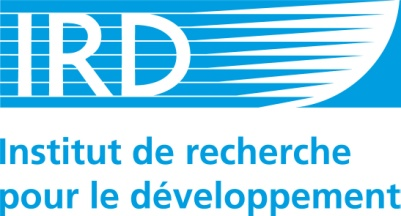 IRD
Institut de recherche
pour le développement